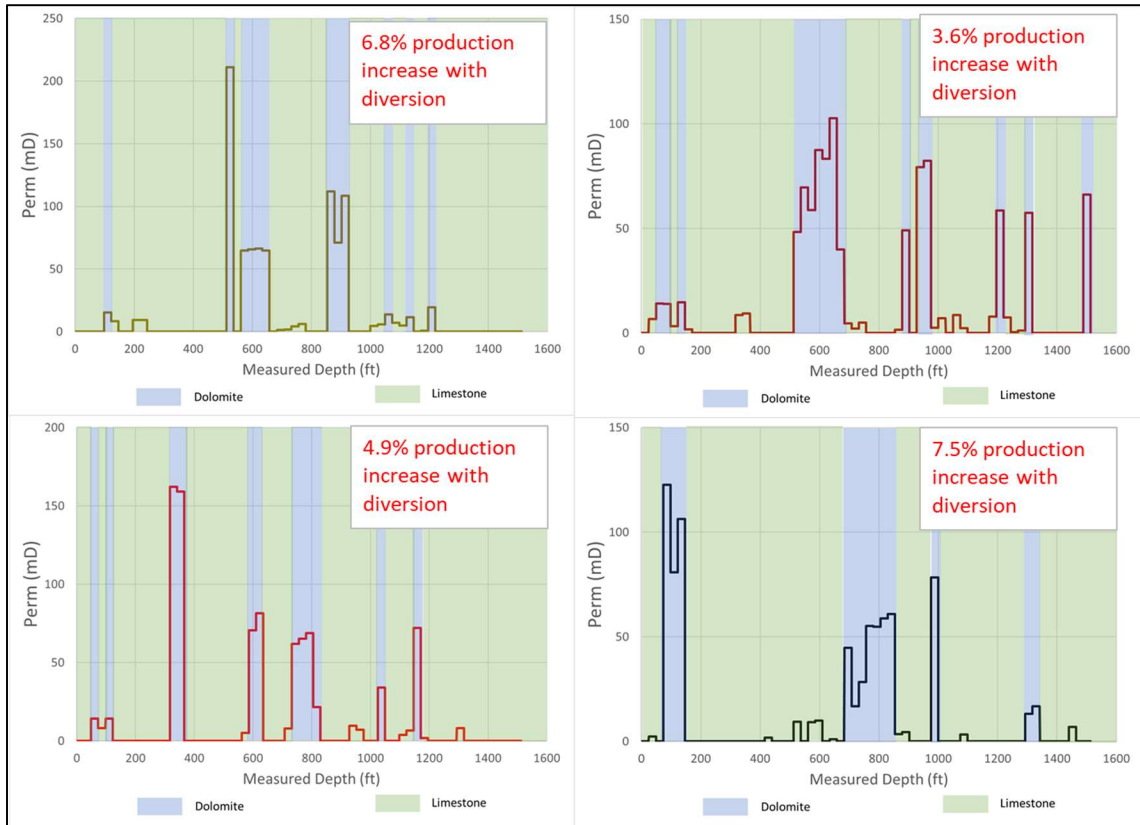 6.8% production
increase with
diversion
Perm (mD)
250
200
150
100
50
0
0 200 400 600 800 1000 1200 1400 1600
Measured Depth (ft)
Dolomite Limestone
3.6% production
increase with
diversion
Perm (mD)
150
100
50
0
0 200 400 600 800 1000 1200 1400 1600
Measured Depth (ft)
Dolomite Limestone
4.9% production
increase with
diversion
Perm (mD)
200
150
100
50
0
0 200 400 600 800 1000 1200 1400 1600
Measured Depth (ft)
Dolomite Limestone
7.5% production
increase with
diversion
Perm (mD)
150
100
50
0
0 200 400 600 800 1000 1200 1400 1600
Measured Depth (ft)
Dolomite Limestone